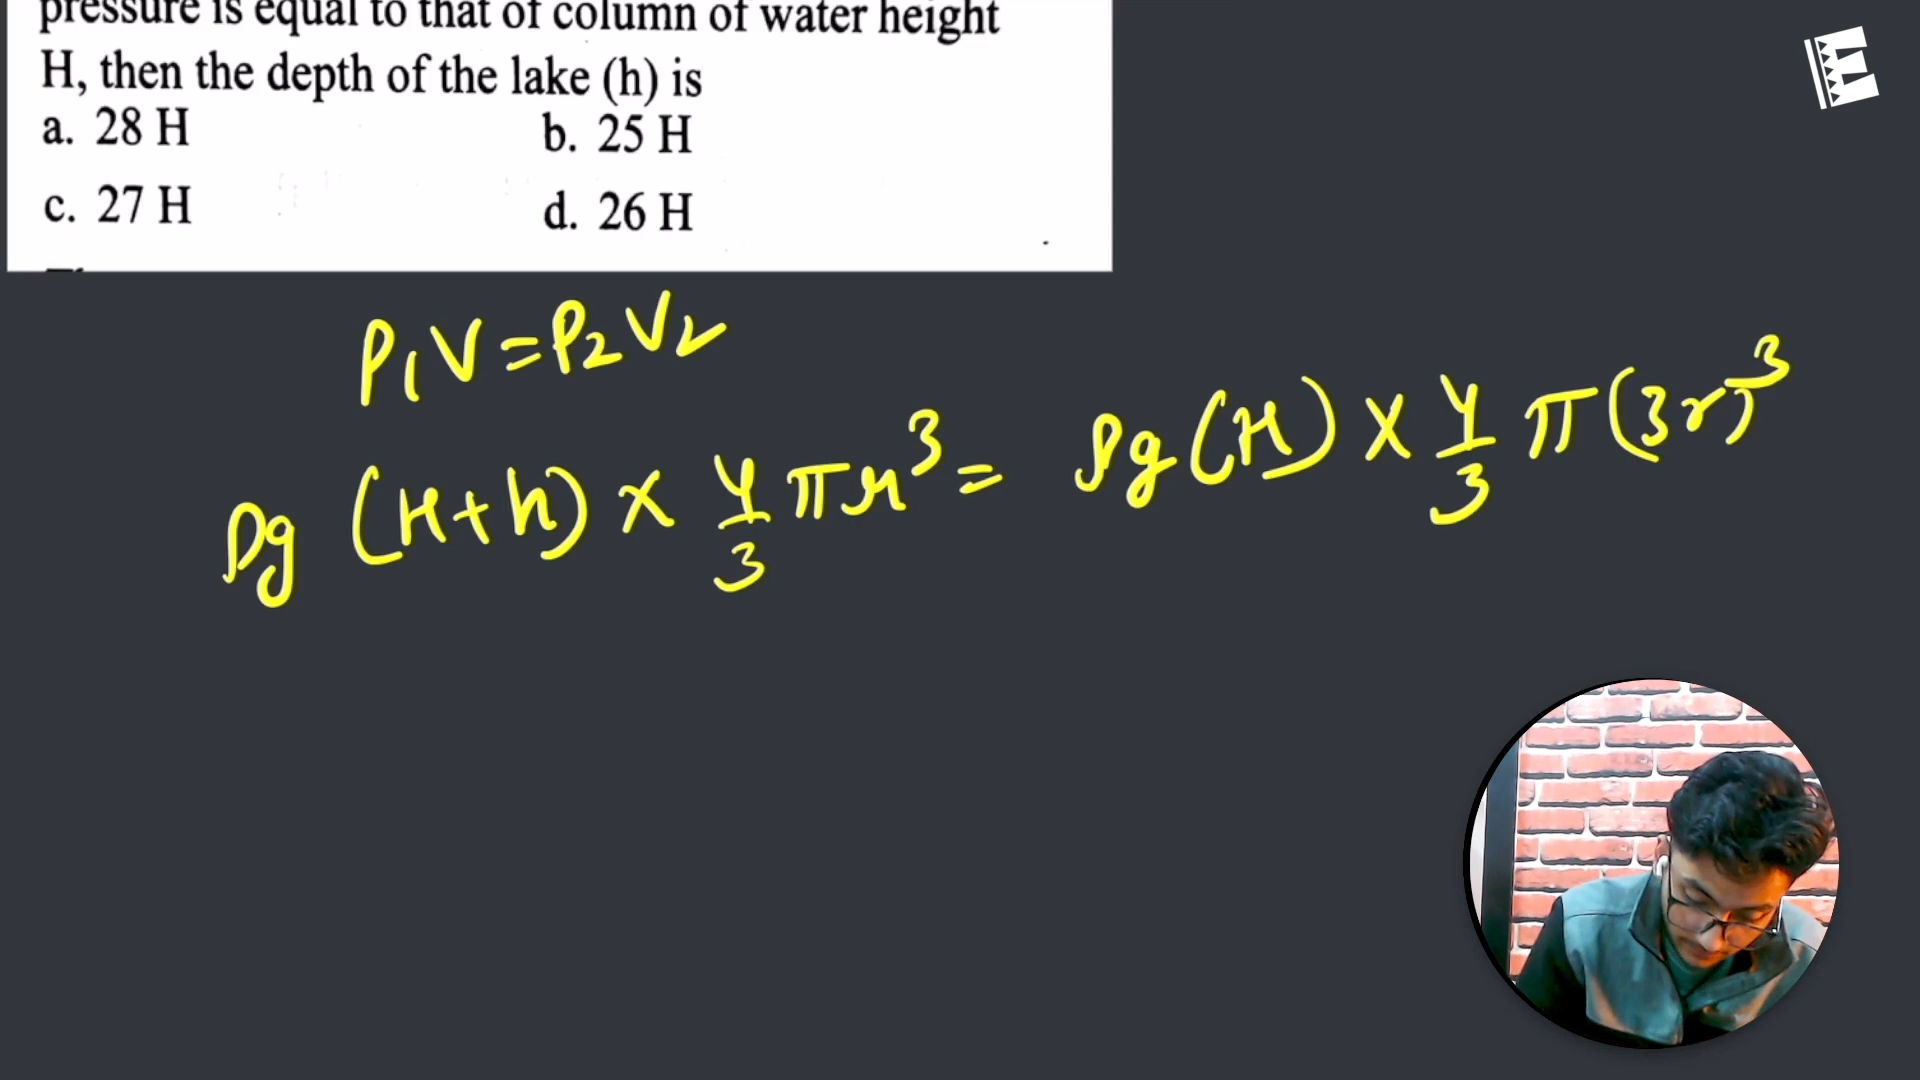 pressure is equal to that of column of water height
H, then the depth of the lake (h) is
a. 28 H b. 25 H
c. 27 H d. 26 H
P₁V=P₂V₂
ρg (H+h) × 4/3 πr³ = ρg(H) × 4/3 π(3r)³